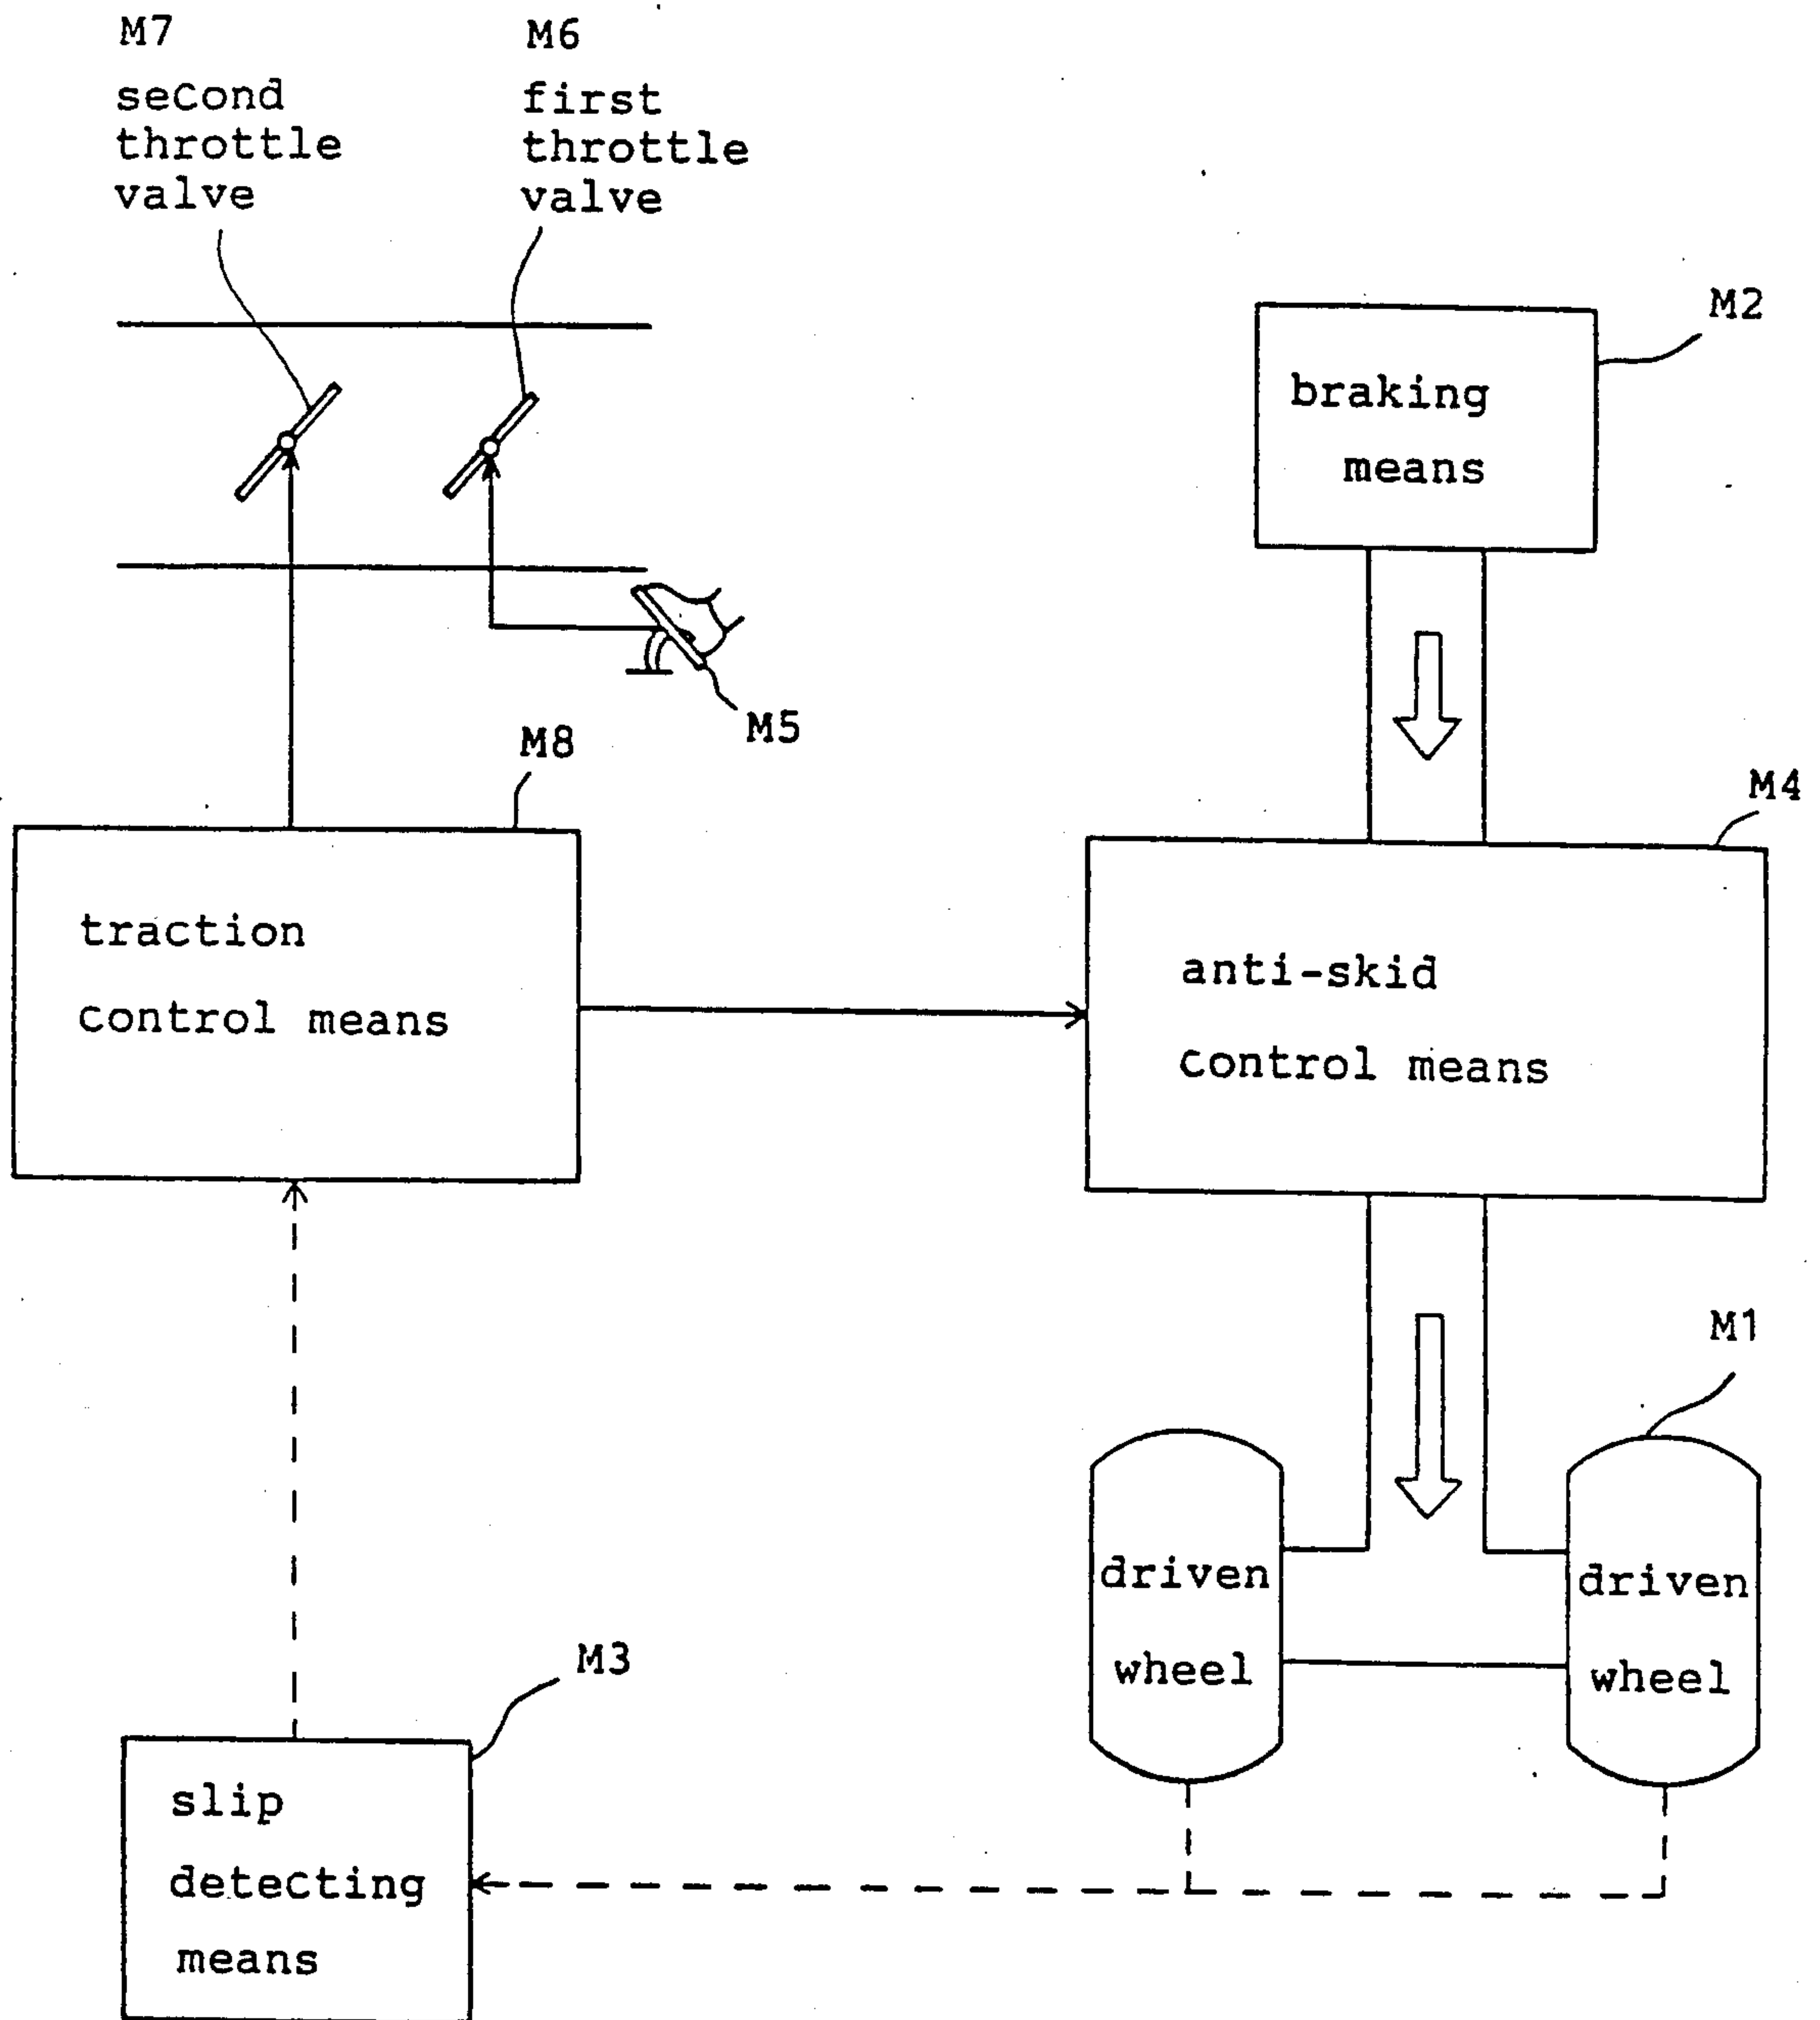 M7
second
throttle
valve
M6
first
throttle
valve
M2
braking
means
M5
M8
M4
traction
control means
anti-skid
control means
M1
driven
wheel
driven
wheel
M3
slip
detecting
means